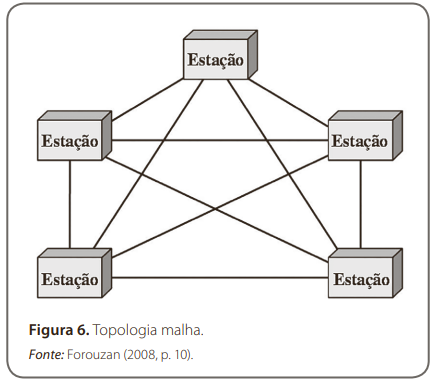 Estação
Estação
Estação
Estação
Estação
Figura 6. Topologia malha.
Fonte: Forouzan (2008, p. 10).